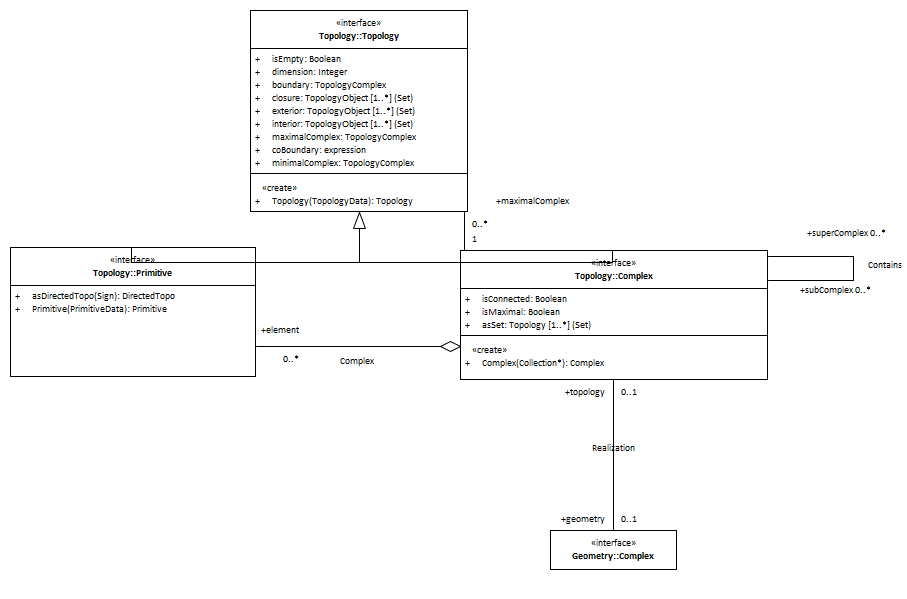 «interface»
Topology::Topology
+ isEmpty: Boolean
+ dimension: Integer
+ boundary: TopologyComplex
+ closure: TopologyObject [1..*] (Set)
+ exterior: TopologyObject [1..*] (Set)
+ interior: TopologyObject [1..*] (Set)
+ maximalComplex: TopologyComplex
+ coBoundary: expression
+ minimalComplex: TopologyComplex
«create»
+ Topology(TopologyData): Topology
+maximalComplex
0..*
1
+superComplex 0..*
Contains
+subComplex 0..*
«interface»
Topology::Primitive
+ asDirectedTopo(Sign): DirectedTopo
+ Primitive(PrimitiveData): Primitive
«interface»
Topology::Complex
+ isConnected: Boolean
+ isMaximal: Boolean
+ asSet: Topology [1..*] (Set)
«create»
+ Complex(Collection*): Complex
+element
0..*
Complex
+topology 0..1
Realization
+geometry 0..1
«interface»
Geometry::Complex